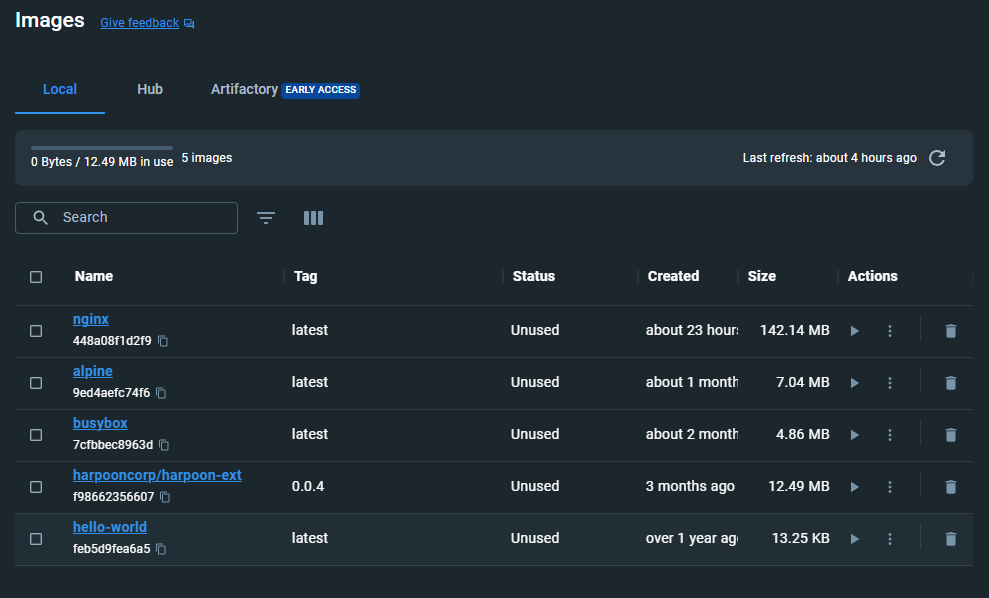 Images Give feedback
Local Hub Artifactory EARLY ACCESS
0 Bytes / 12.49 MB in use 5 images Last refresh: about 4 hours ago
Search
Name Tag Status Created Size Actions
nginx
448a08f1d2f9 latest Unused about 23 hours 142.14 MB
alpine
9ed4aefc74f6 latest Unused about 1 month 7.04 MB
busybox
7cfbbec8963d latest Unused about 2 month 4.86 MB
harpooncorp/harpoon-ext
f98662356607 0.0.4 Unused 3 months ago 12.49 MB
hello-world
feb5d9fea6a5 latest Unused over 1 year ago 13.25 KB